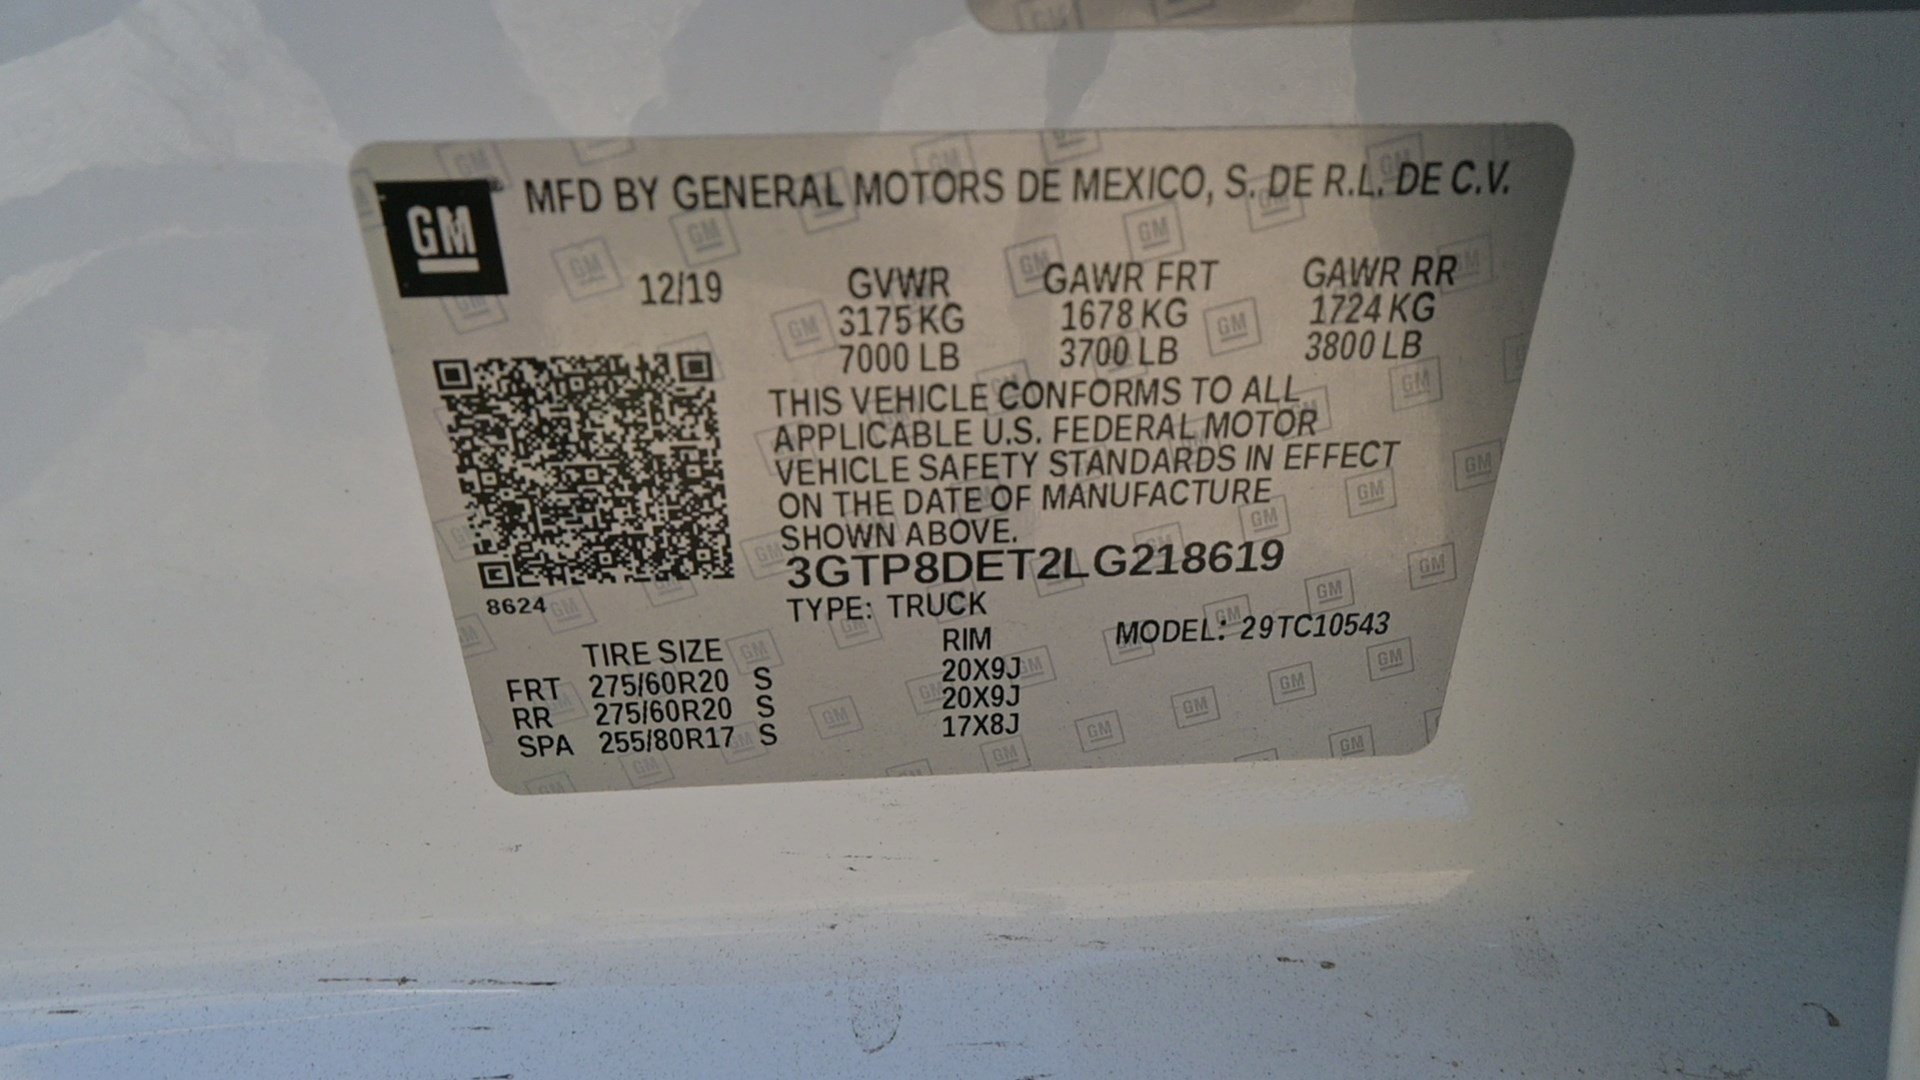 GM MFD BY GENERAL MOTORS DE MEXICO, S. DE R.L. DE C.V.
12/19 GVWR GAWR FRT GAWR RR
3175 KG 1678 KG 1724 KG
7000 LB 3700 LB 3800 LB
THIS VEHICLE CONFORMS TO ALL
APPLICABLE U.S. FEDERAL MOTOR
VEHICLE SAFETY STANDARDS IN EFFECT
ON THE DATE OF MANUFACTURE
SHOWN ABOVE.
3GTP8DET2LG218619
8624
TYPE: TRUCK
MODEL: 29TC10543
TIRE SIZE RIM
FRT 275/60R20 S 20X9J
RR 275/60R20 S 20X9J
SPA 255/80R17 S 17X8J